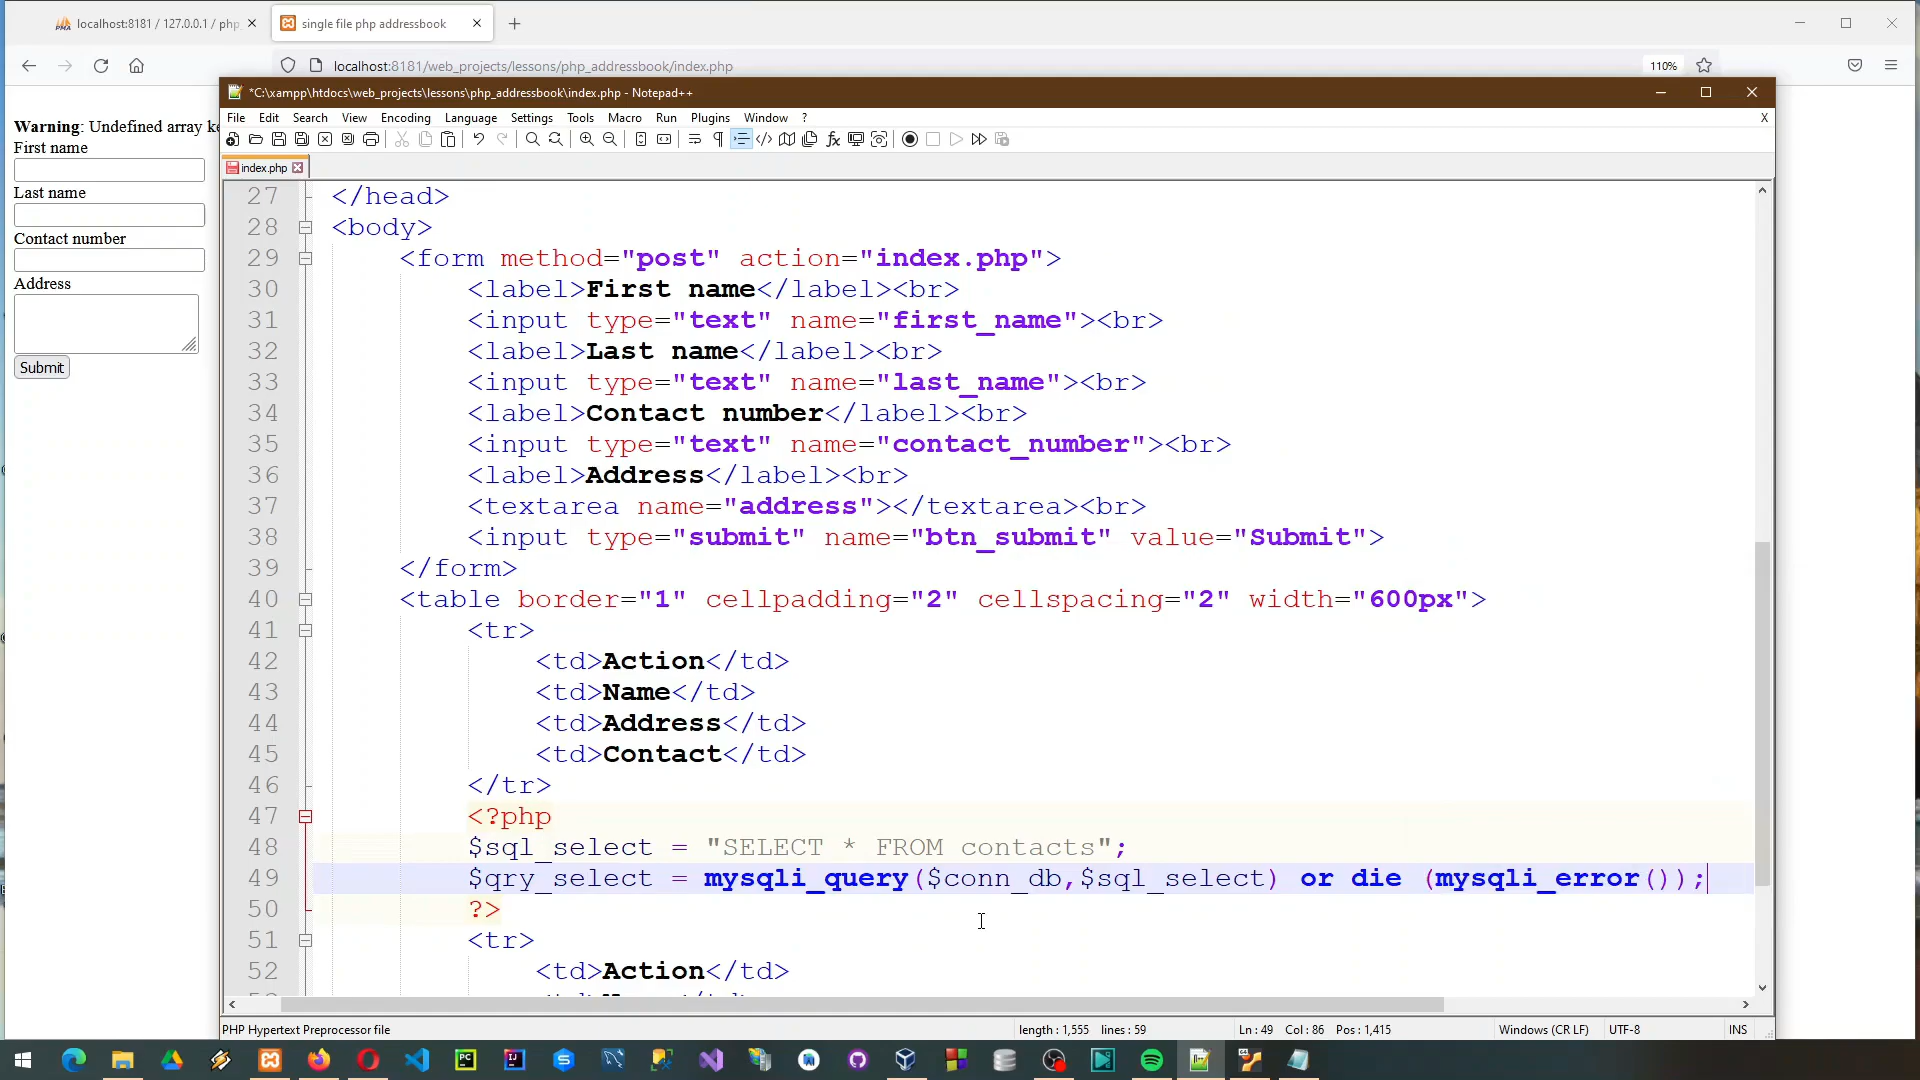 localhost:8181 / 127.0.0.1 / php_
single file php addressbook
localhost:8181/web_projects/lessons/php_addressbook/index.php
110%
Warning: Undefined array ke
First name
Last name
Contact number
Address
Submit
*C:\xampp\htdocs\web_projects\lessons\php_addressbook\index.php - Notepad++
File Edit Search View Encoding Language Settings Tools Macro Run Plugins Window ? X
index.php
27 </head>
28 <body>
29 <form method="post" action="index.php">
30 <label>First name</label><br>
31 <input type="text" name="first_name"><br>
32 <label>Last name</label><br>
33 <input type="text" name="last_name"><br>
34 <label>Contact number</label><br>
35 <input type="text" name="contact_number"><br>
36 <label>Address</label><br>
37 <textarea name="address"></textarea><br>
38 <input type="submit" name="btn_submit" value="Submit">
39 </form>
40 <table border="1" cellpadding="2" cellspacing="2" width="600px">
41 <tr>
42 <td>Action</td>
43 <td>Name</td>
44 <td>Address</td>
45 <td>Contact</td>
46 </tr>
47 <?php
48 $sql_select = "SELECT * FROM contacts";
49 $qry_select = mysqli_query($conn_db,$sql_select) or die (mysqli_error());
50 ?>
51 <tr>
52 <td>Action</td>
PHP Hypertext Preprocessor file
length : 1,555 lines : 59
Ln : 49 Col : 86 Pos : 1,415
Windows (CR LF)
UTF-8
INS